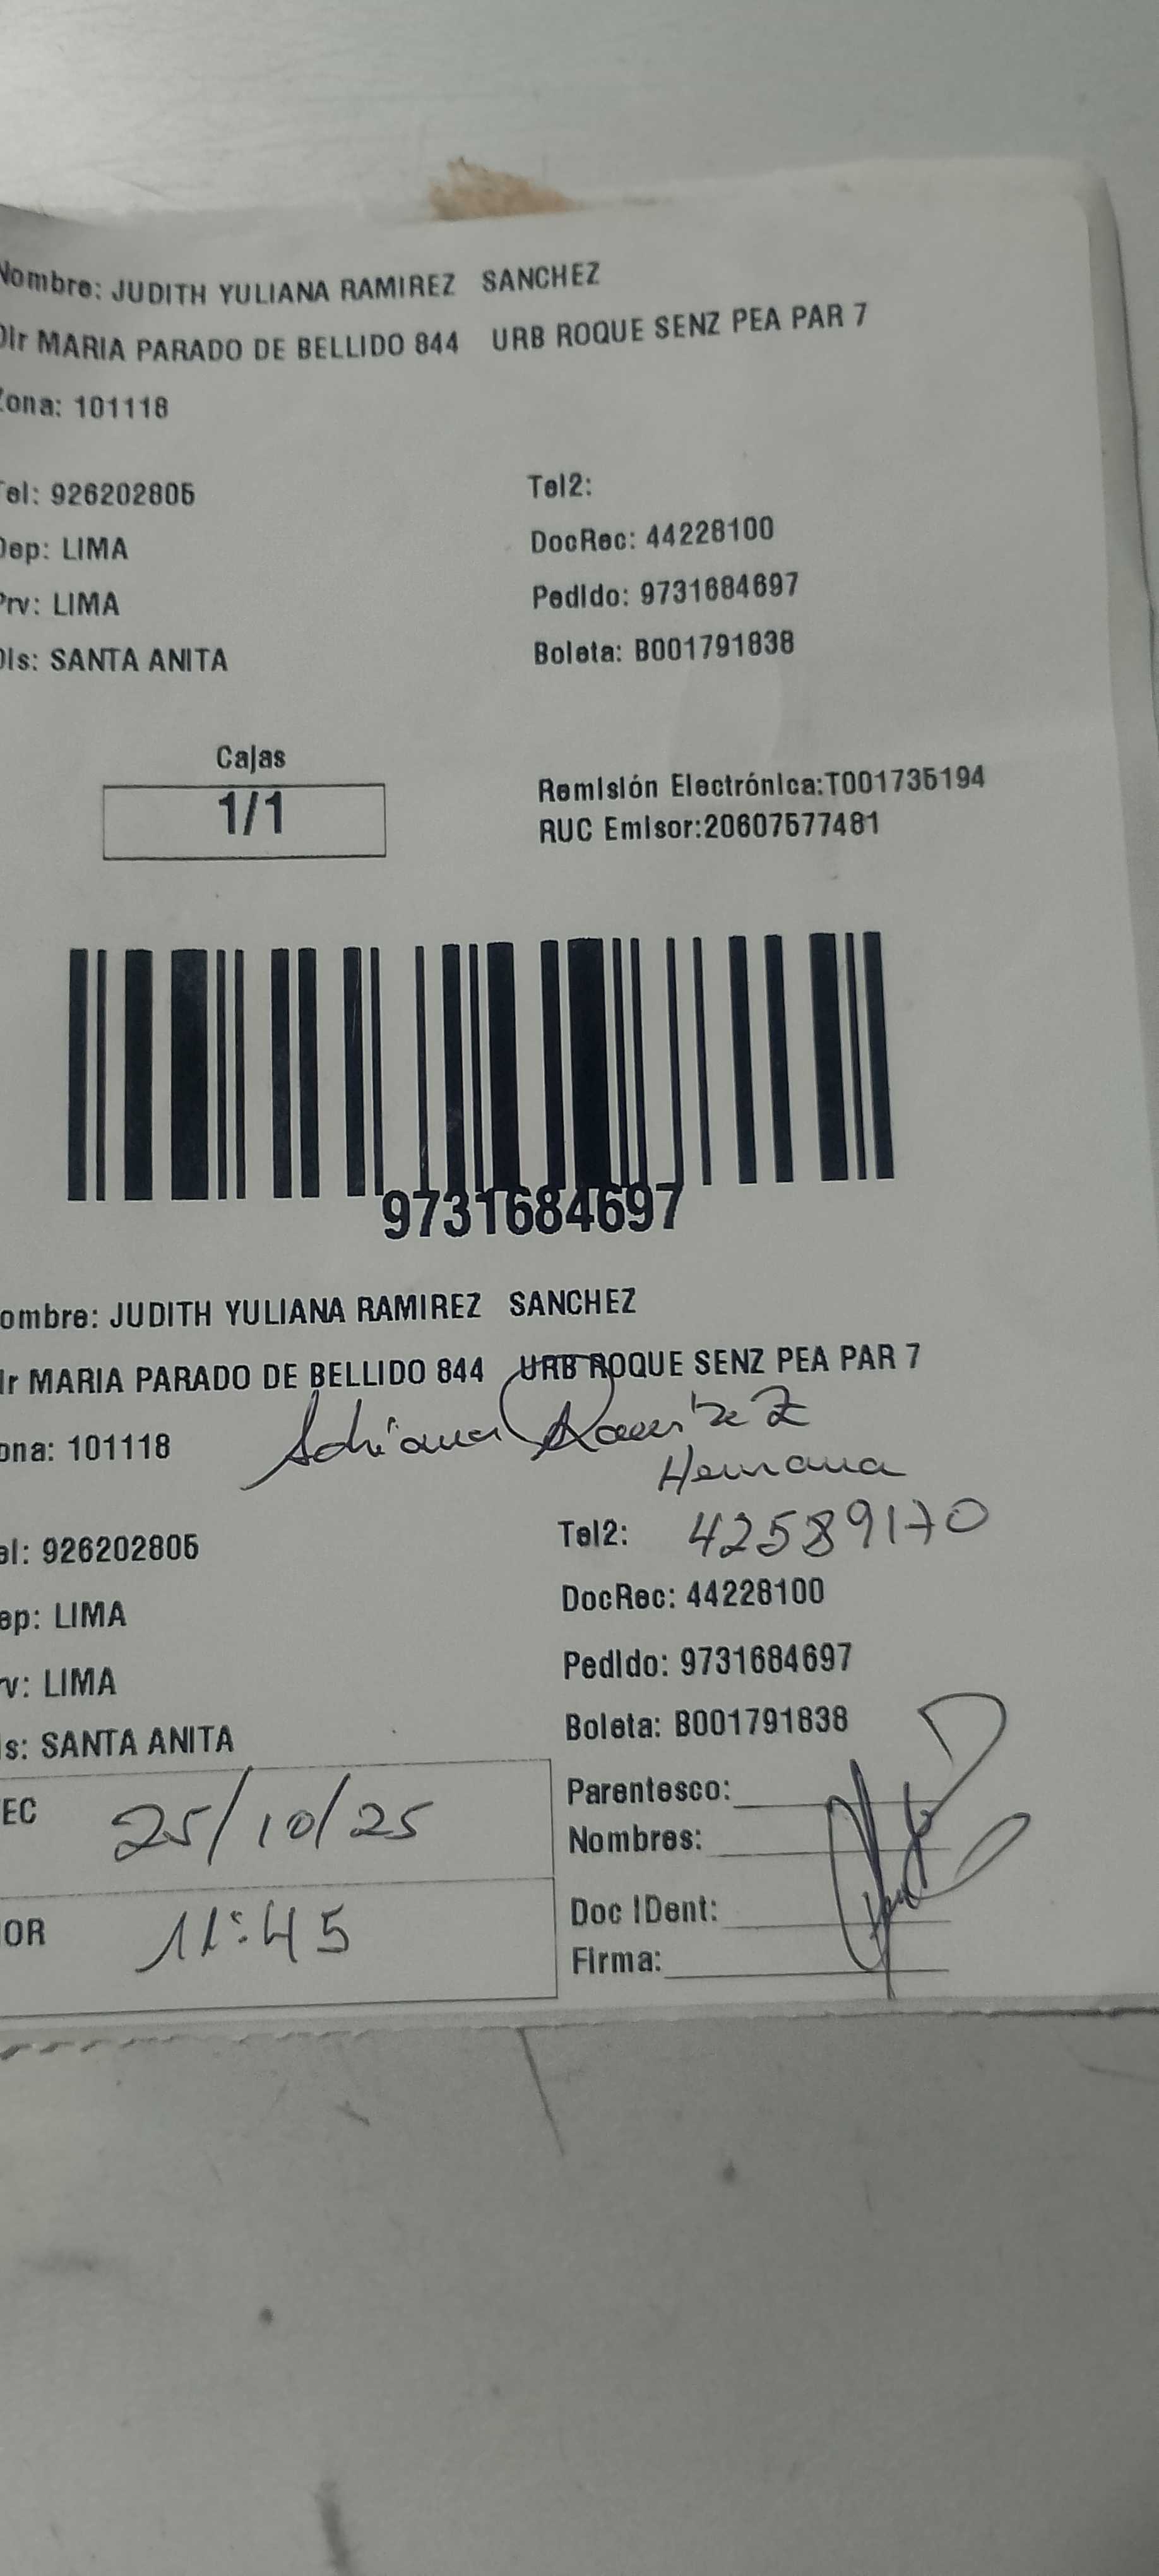 Nombre: JUDITH YULIANA RAMIREZ SANCHEZ
Dir MARIA PARADO DE BELLIDO 844 URB ROQUE SENZ PEA PAR 7
Zona: 101118
Tel: 926202805 Tel2:
Dep: LIMA DocRec: 44228100
Prv: LIMA Pedido: 9731684697
Dis: SANTA ANITA Boleta: B001791838
Cajas
1/1
Remisión Electrónica:T001735194
RUC Emisor:20607577481
9731684697
ombre: JUDITH YULIANA RAMIREZ SANCHEZ
ir MARIA PARADO DE BELLIDO 844 URB ROQUE SENZ PEA PAR 7
ona: 101118 Adriana Ramirez
Hermana
el: 926202805 Tel2: 42589170
DocRec: 44228100
ep: LIMA
Pedido: 9731684697
rv: LIMA
Boleta: B001791838
is: SANTA ANITA
EC 25/10/25
Parentesco:
Nombres:
OR 11:45
Doc IDent:
Firma: